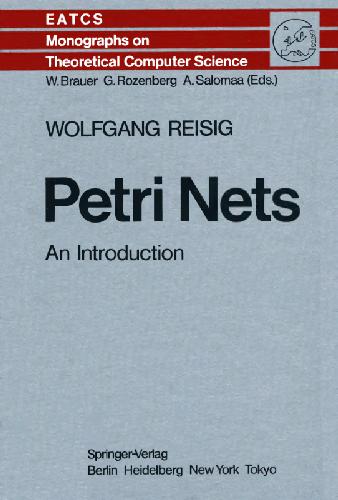 EATCS
Monographs on
Theoretical Computer Science
W. Brauer G. Rozenberg A. Salomaa (Eds.)
WOLFGANG REISIG
Petri Nets
An Introduction
Springer-Verlag
Berlin Heidelberg New York Tokyo